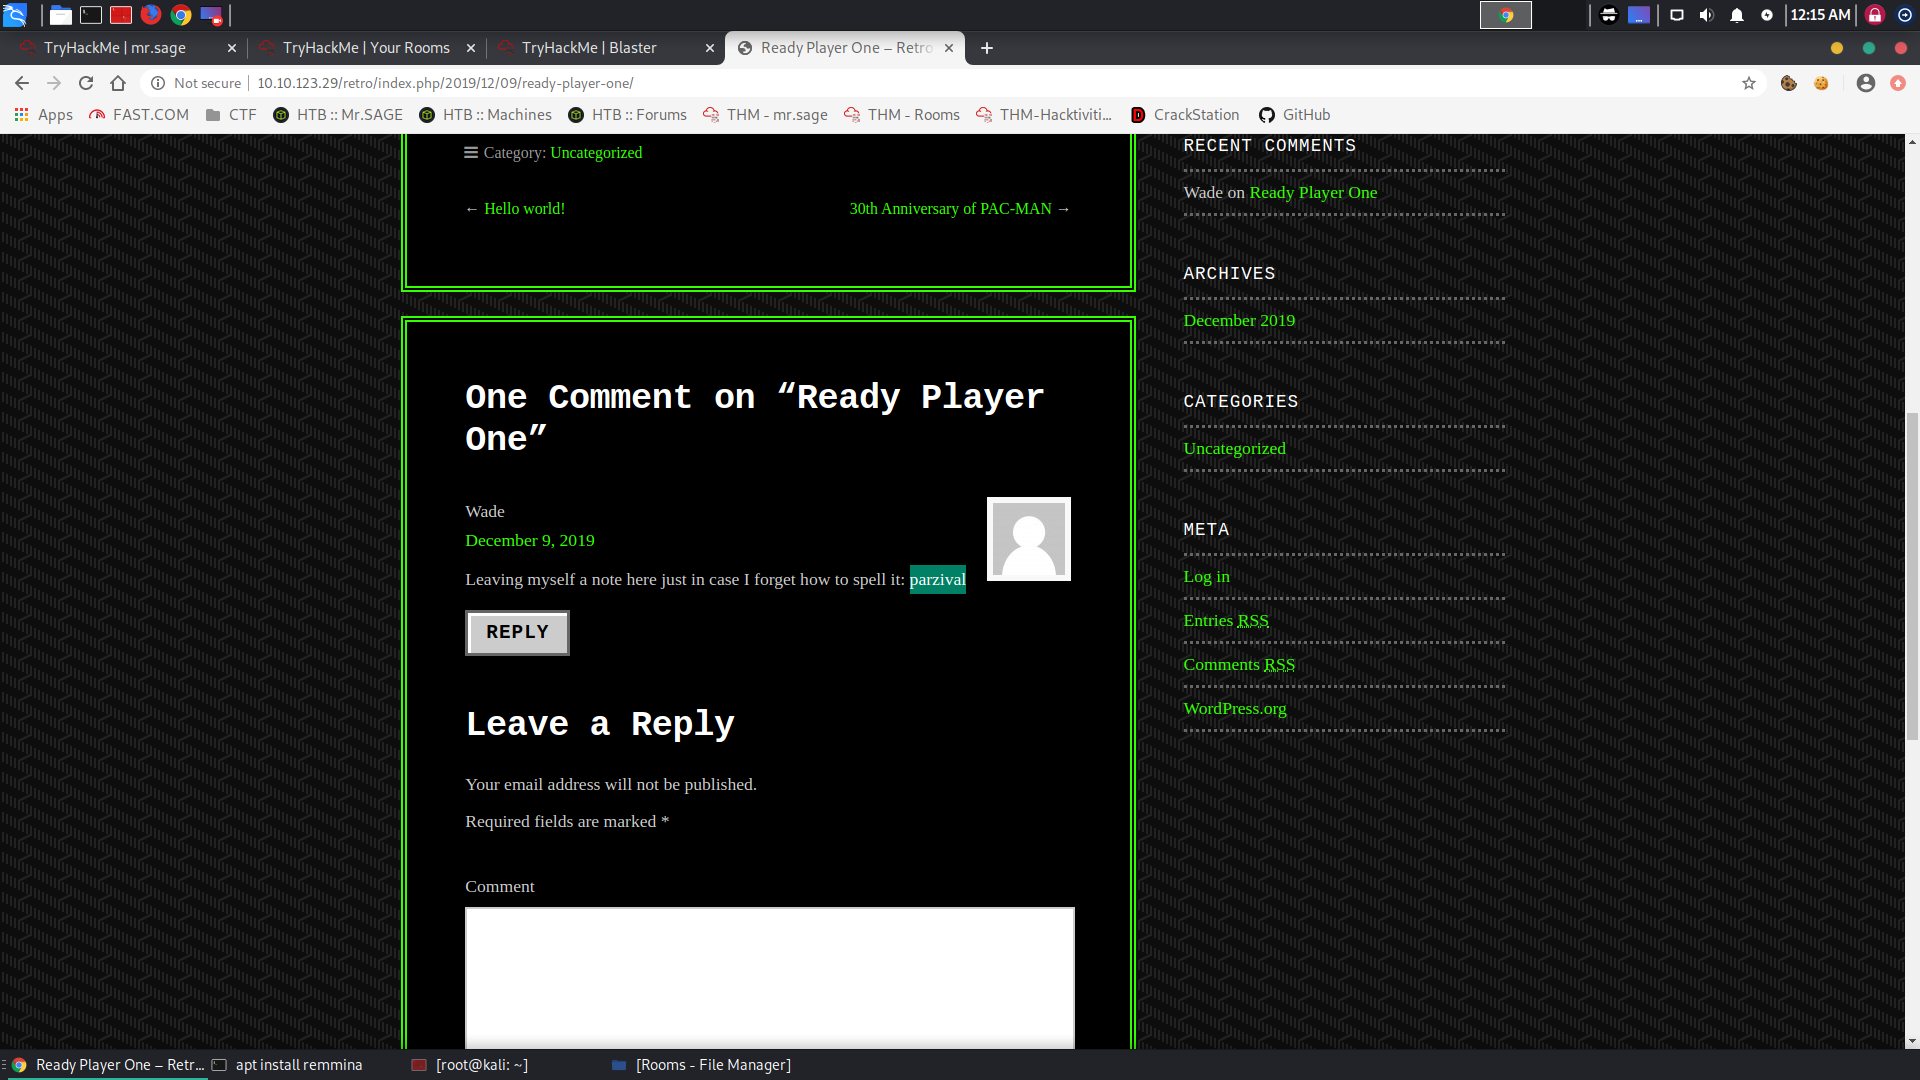 12:15 AM
TryHackMe | mr.sage
TryHackMe | Your Rooms
TryHackMe | Blaster
Ready Player One – Retro
Not secure
10.10.123.29/retro/index.php/2019/12/09/ready-player-one/
Apps
FAST.COM
CTF
HTB :: Mr.SAGE
HTB :: Machines
HTB :: Forums
THM - mr.sage
THM - Rooms
THM-Hacktiviti...
CrackStation
GitHub
Category: Uncategorized
← Hello world!
30th Anniversary of PAC-MAN →
One Comment on “Ready Player
One”
Wade
December 9, 2019
Leaving myself a note here just in case I forget how to spell it: parzival
REPLY
Leave a Reply
Your email address will not be published.
Required fields are marked *
Comment
RECENT COMMENTS
Wade on Ready Player One
ARCHIVES
December 2019
CATEGORIES
Uncategorized
META
Log in
Entries RSS
Comments RSS
WordPress.org
Ready Player One – Retr...
apt install remmina
[root@kali: ~]
[Rooms - File Manager]